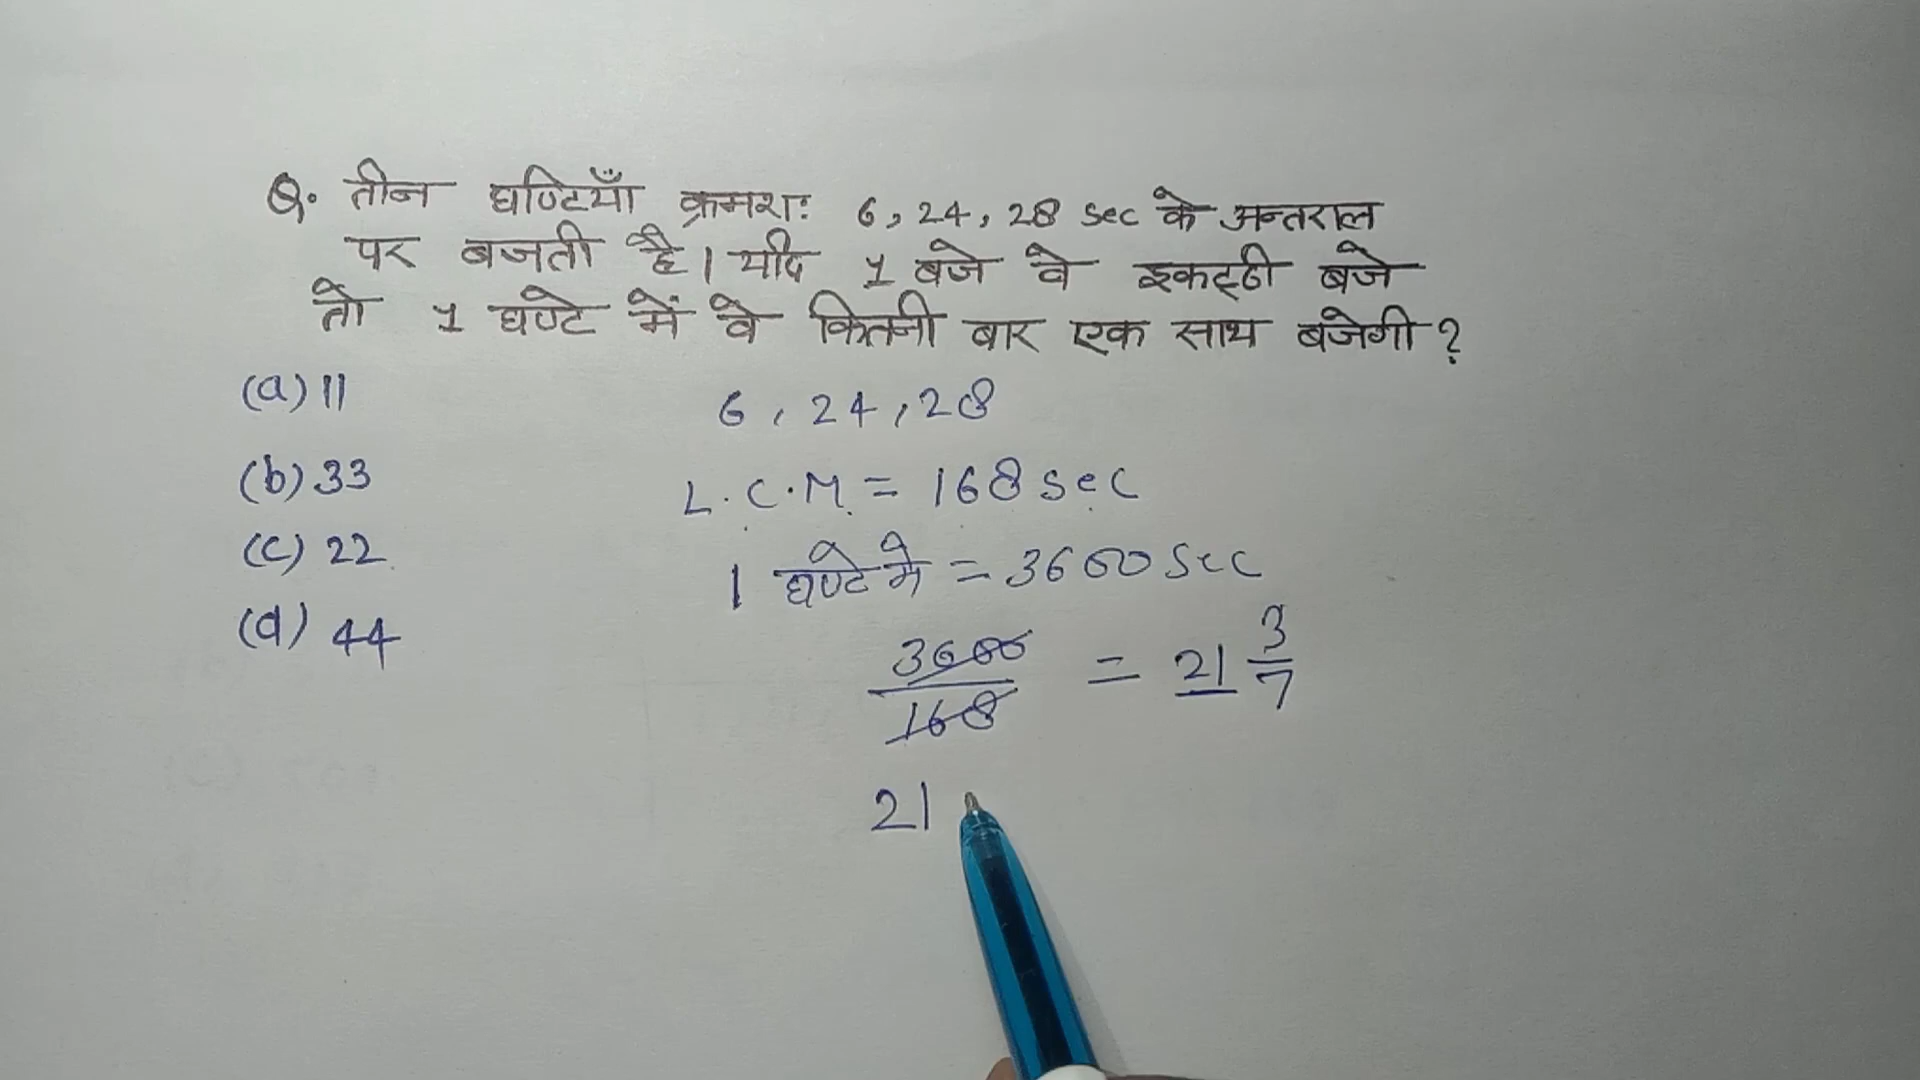 Q. तीन घण्टियाँ क्रमशः 6, 24, 28 sec के अन्तराल
पर बजती है। यदि 1 बजे वे इकट्ठी बजे
तो 1 घण्टे में वे कितनी बार एक साथ बजेगी?
(a) 11
6, 24, 28
(b) 33
L.C.M = 168 sec
(c) 22
1 घण्टे मे = 3600 sec
(d) 44
3600/168 = 21 3/7
21